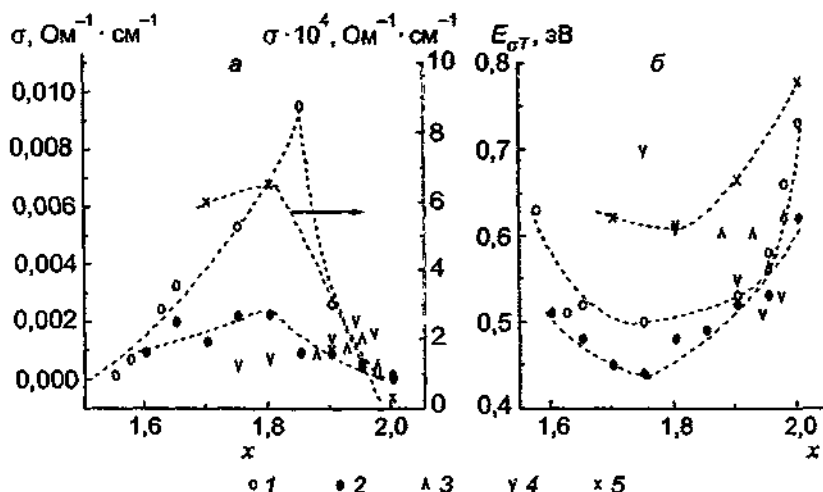 σ, Ом⁻¹ · см⁻¹ σ · 10⁴, Ом⁻¹ · см⁻¹ E_σT, эВ
а 10 0,8 б
0,010
8
0,008 0,7
0,006 6
0,004 0,6
4
0,002 2 0,5
0,000
0 0,4
1,6 1,8 2,0 1,6 1,8 2,0
x x
1 2 3 4 5